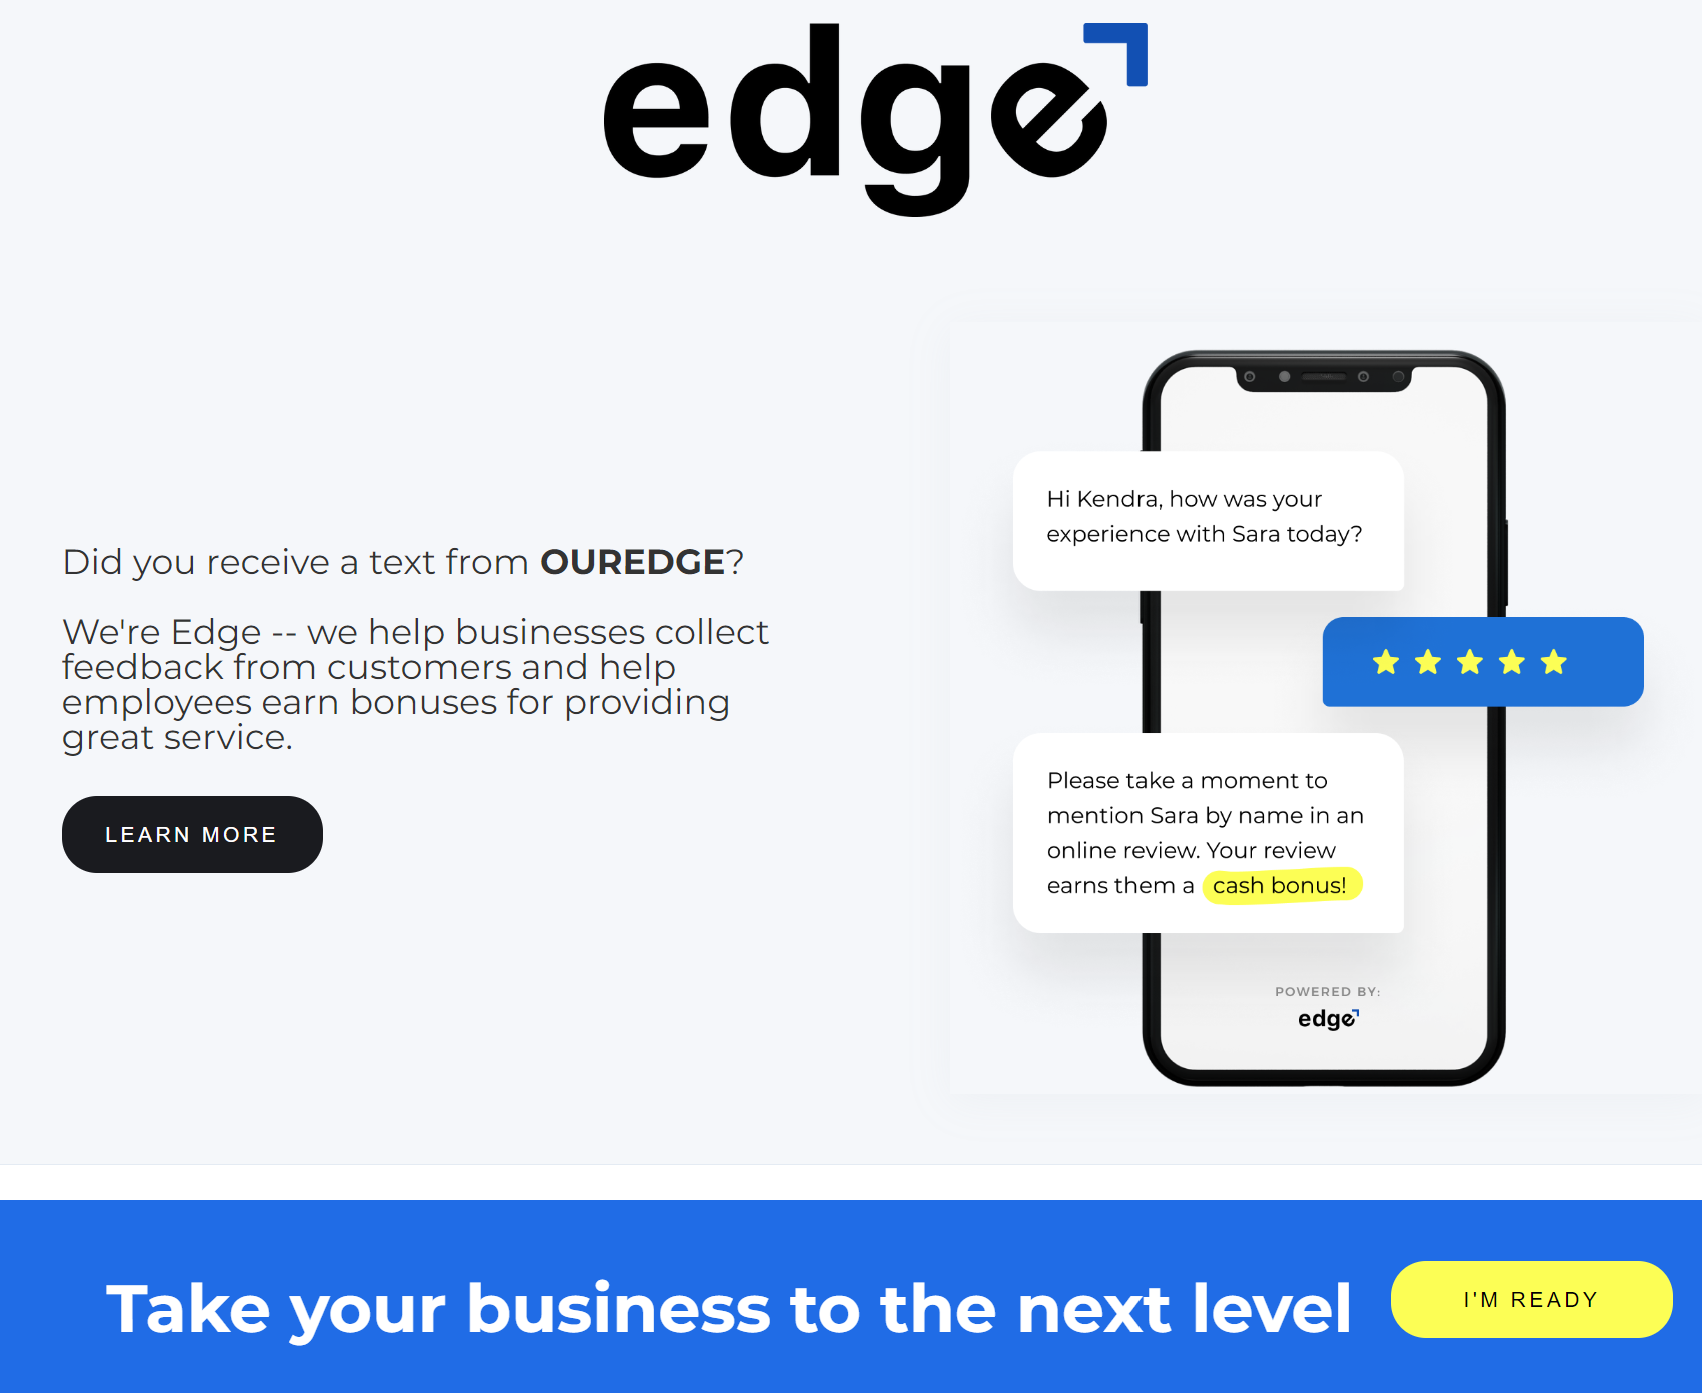 edge
Did you receive a text from OUREDGE?
We're Edge -- we help businesses collect
feedback from customers and help
employees earn bonuses for providing
great service.
LEARN MORE
Hi Kendra, how was your
experience with Sara today?
Please take a moment to
mention Sara by name in an
online review. Your review
earns them a cash bonus!
POWERED BY:
edge
Take your business to the next level
I'M READY